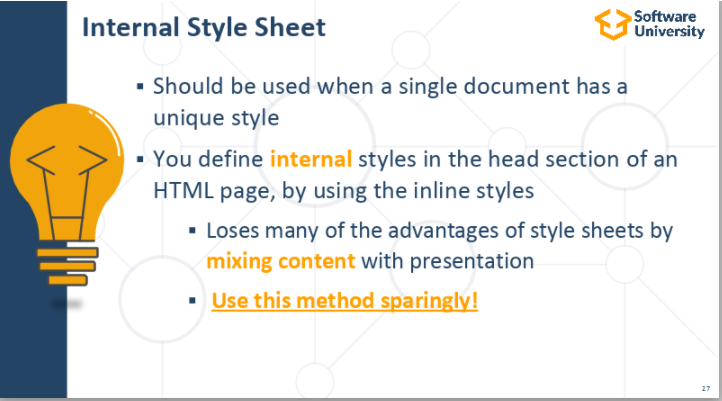 Internal Style Sheet
Software
University
▪ Should be used when a single document has a
unique style
▪ You define internal styles in the head section of an
HTML page, by using the inline styles
▪ Loses many of the advantages of style sheets by
mixing content with presentation
▪ Use this method sparingly!
27